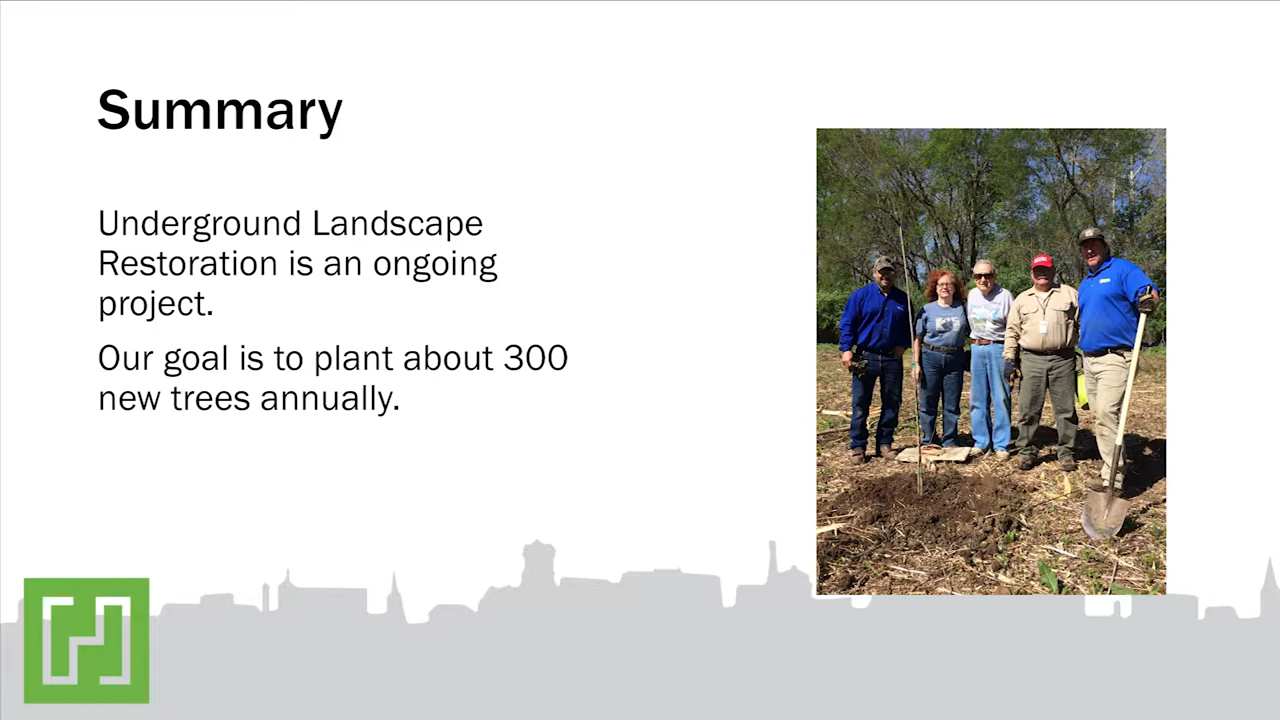 Summary
Underground Landscape
Restoration is an ongoing
project.
Our goal is to plant about 300
new trees annually.